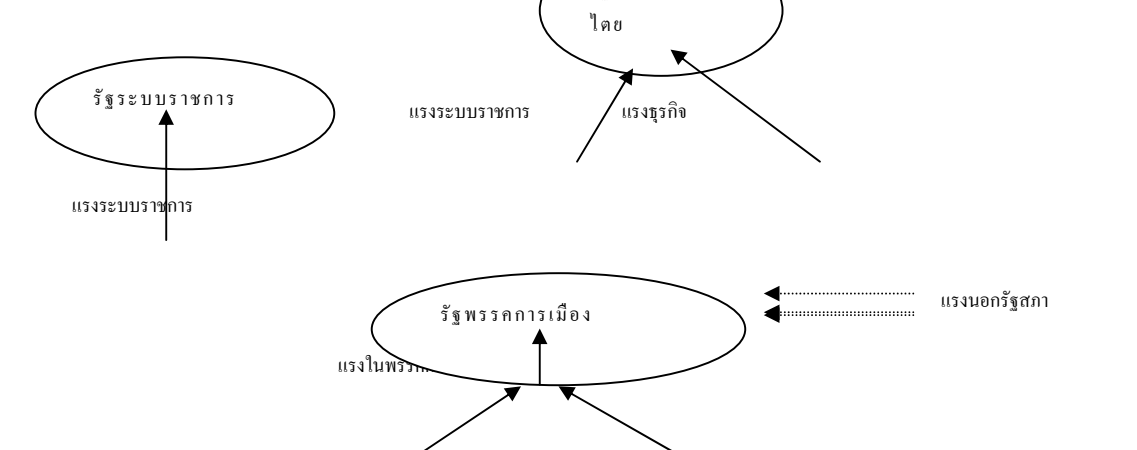 ไตย
รัฐระบบราชการ
แรงระบบราชการ
แรงธุรกิจ
แรงระบบราชการ
แรงนอกรัฐสภา
รัฐพรรคการเมือง